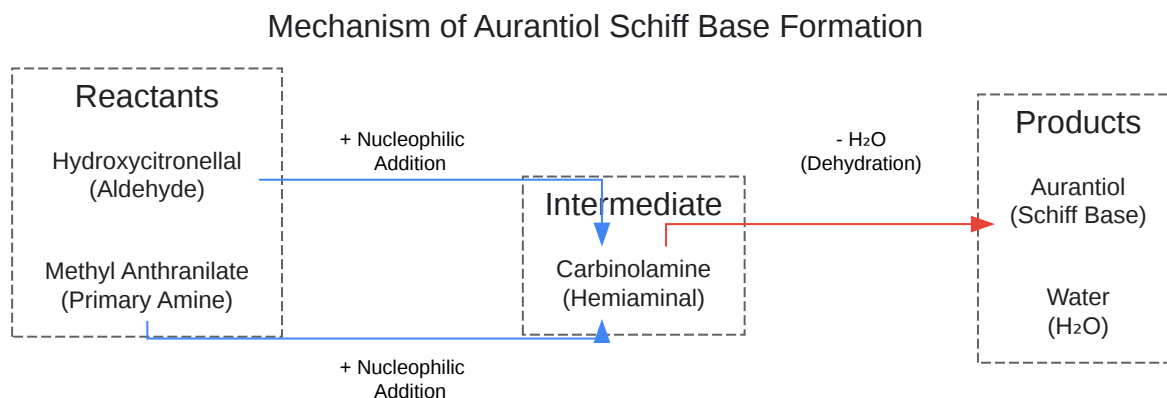 Mechanism of Aurantiol Schiff Base Formation
Reactants
Hydroxycitronellal
(Aldehyde)
Methyl Anthranilate
(Primary Amine)
+ Nucleophilic
Addition
+ Nucleophilic
Addition
Intermediate
Carbinolamine
(Hemiaminal)
- H₂O
(Dehydration)
Products
Aurantiol
(Schiff Base)
Water
(H₂O)